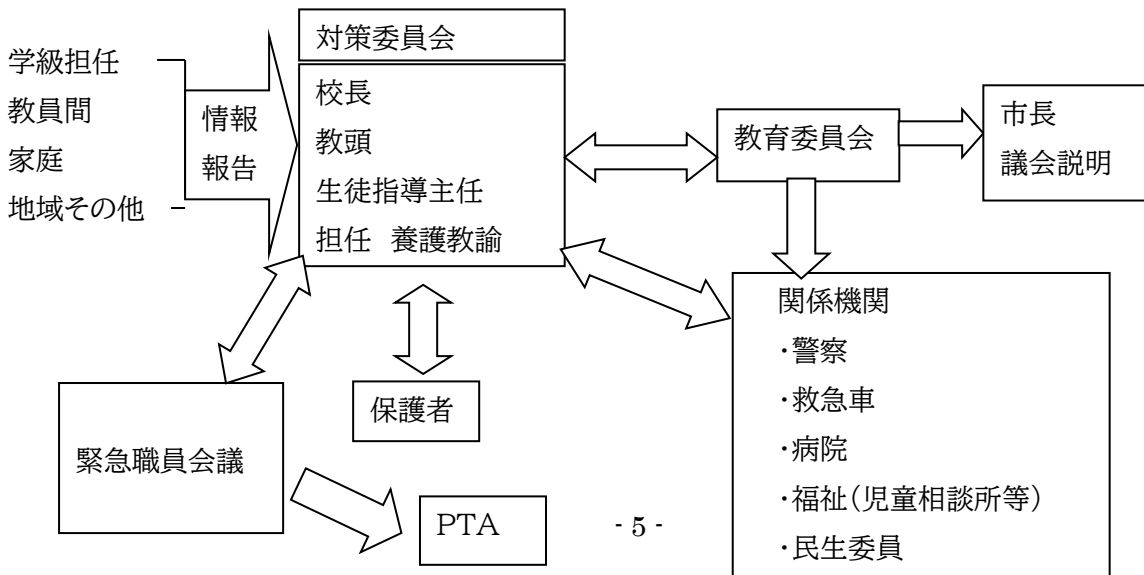 学級担任
教員間
家庭
地域その他
情報
報告
対策委員会
校長
教頭
生徒指導主任
担任 養護教諭
教育委員会
市長
議会説明
関係機関
・警察
・救急車
・病院
・福祉(児童相談所等)
・民生委員
保護者
緊急職員会議
PTA
- 5 -